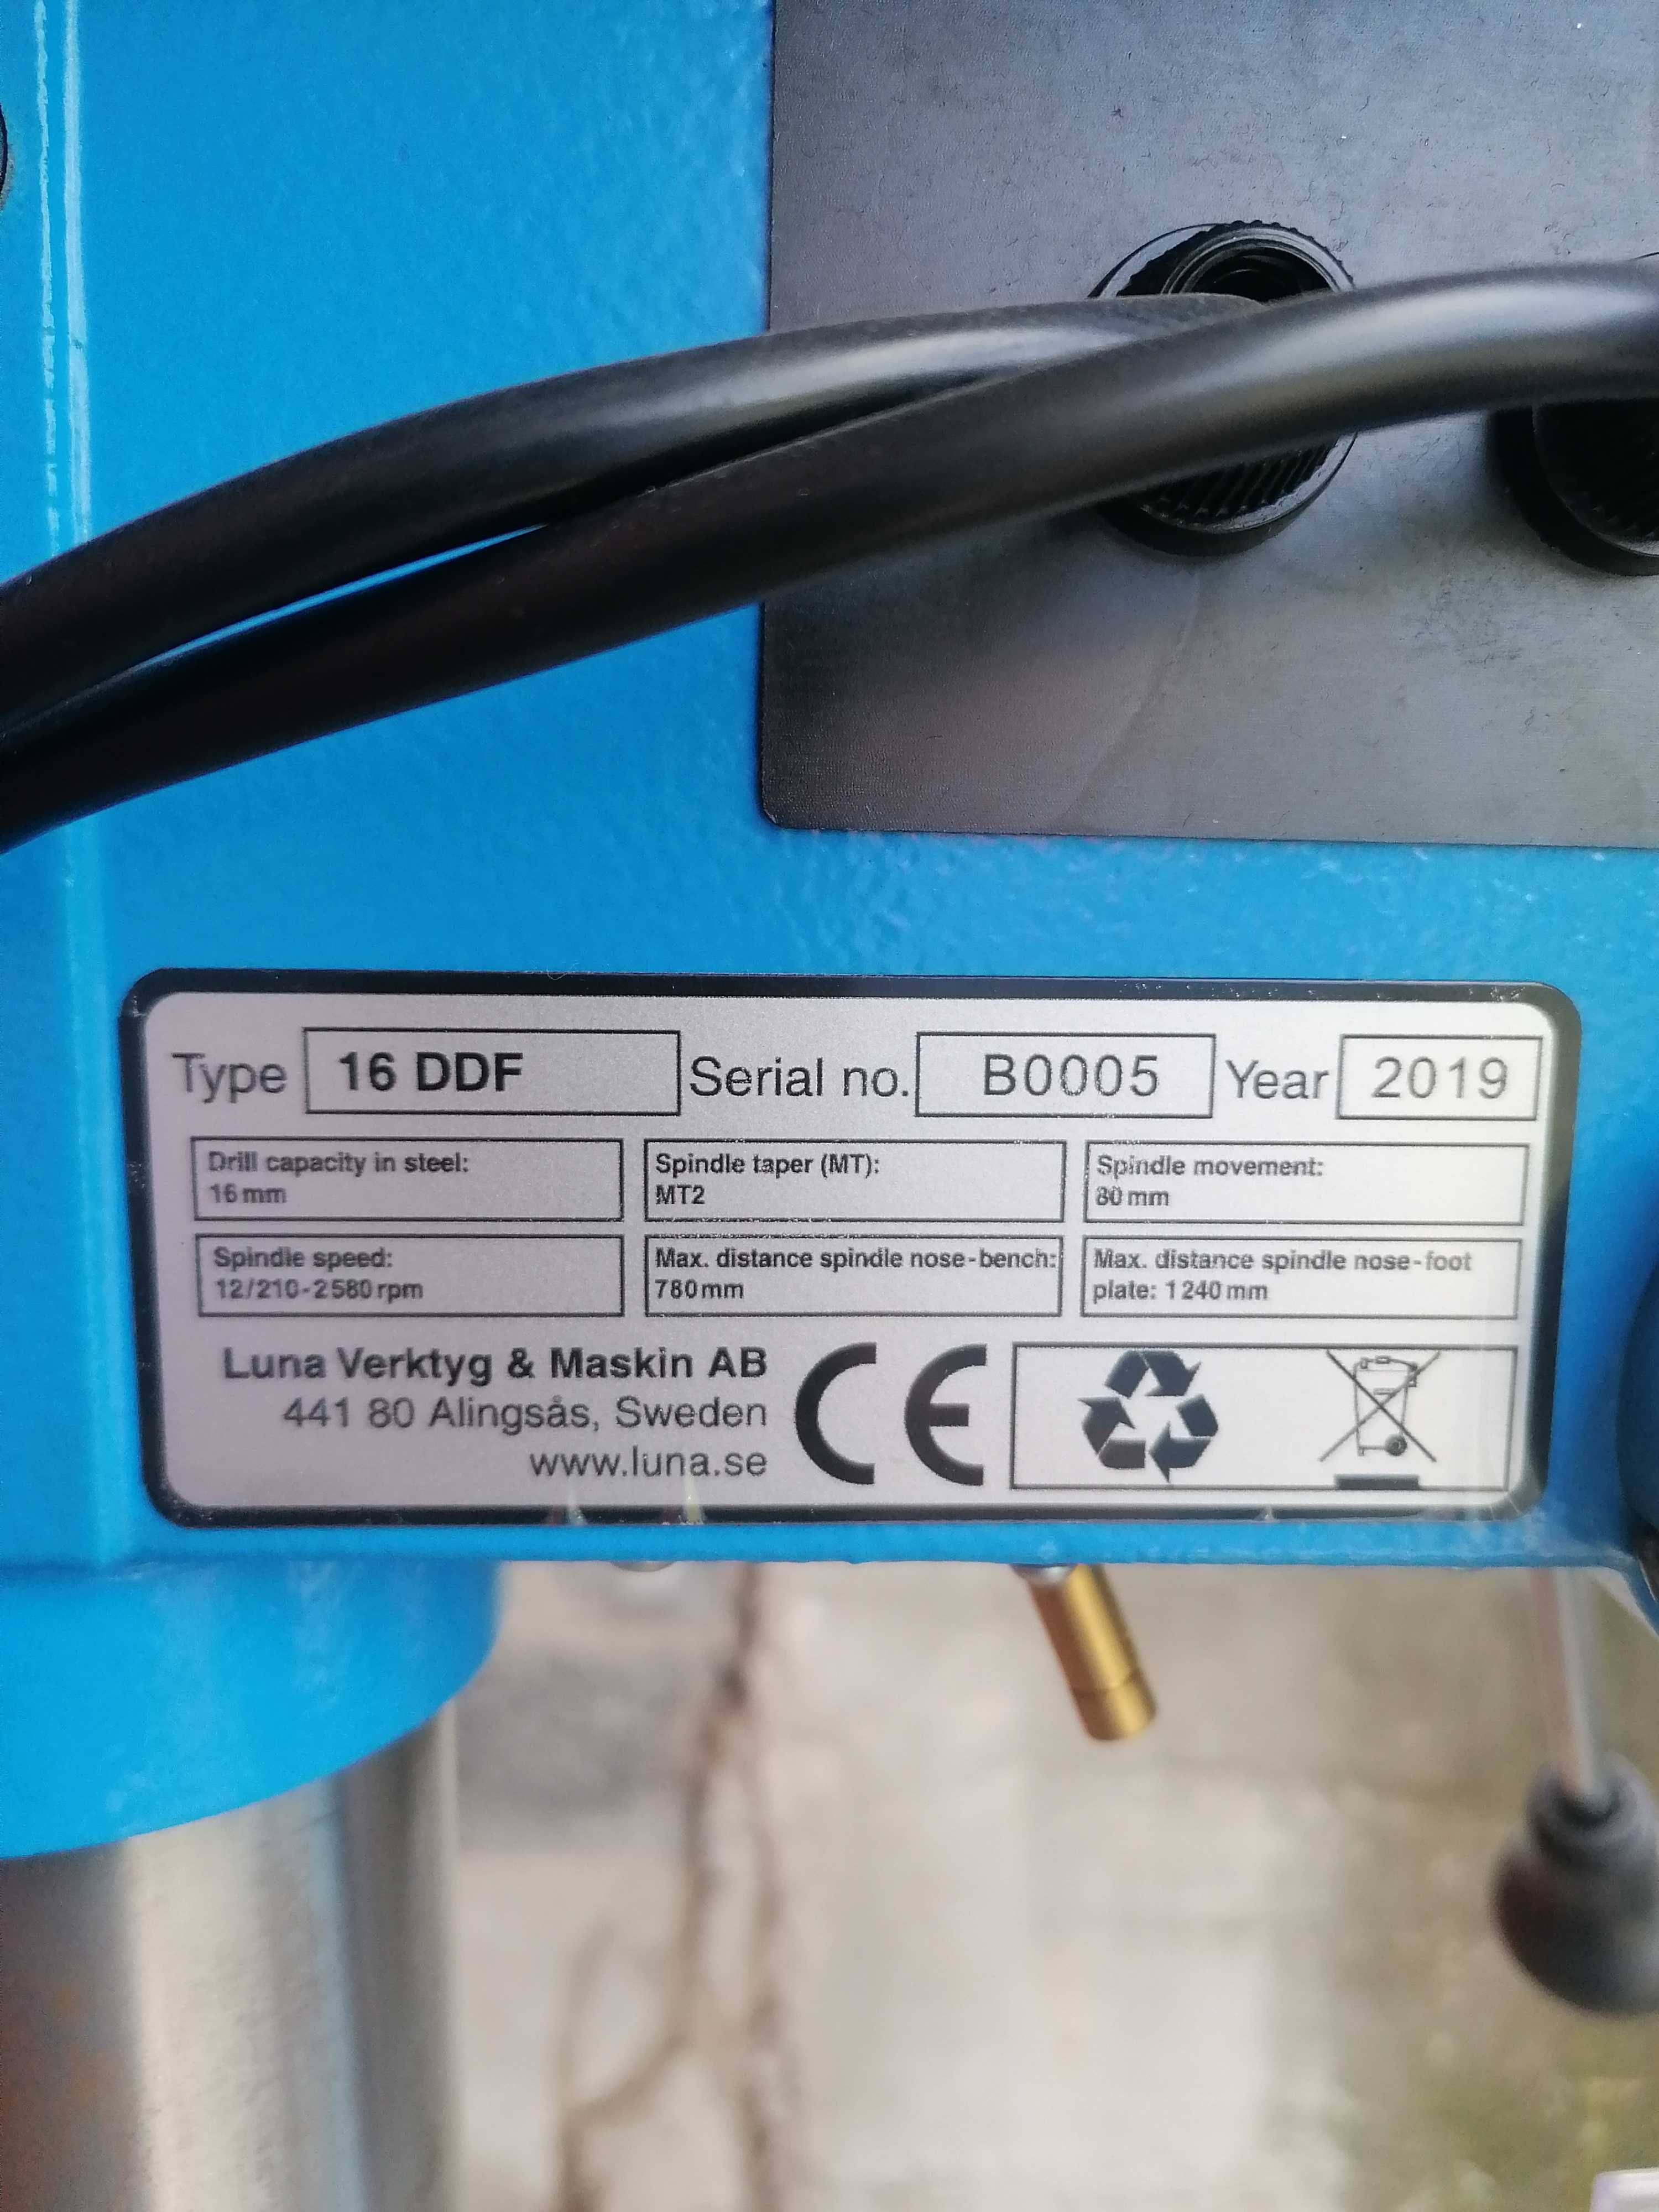 Type 16 DDF Serial no. B0005 Year 2019
Drill capacity in steel:
16 mm
Spindle taper (MT):
MT2
Spindle movement:
80 mm
Spindle speed:
12/210-2580 rpm
Max. distance spindle nose-bench:
780 mm
Max. distance spindle nose-foot
plate: 1240 mm
Luna Verktyg & Maskin AB
441 80 Alingsås, Sweden
www.luna.se
CE